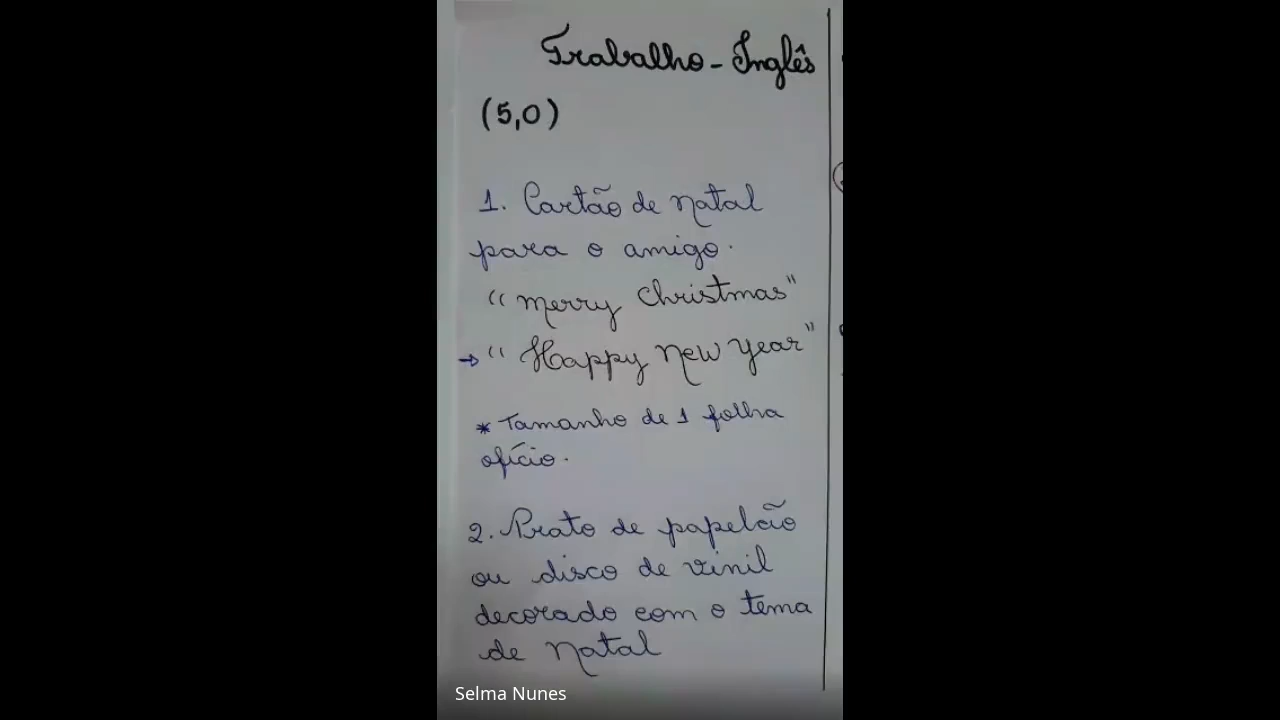 Trabalho - Inglês
(5,0)
1. Cartão de natal
para o amigo.
"merry christmas"
→ "Happy new year"
* Tamanho de 1 folha
ofício.
2. Prato de papelão
ou disco de vinil
decorado com o tema
de natal
Selma Nunes